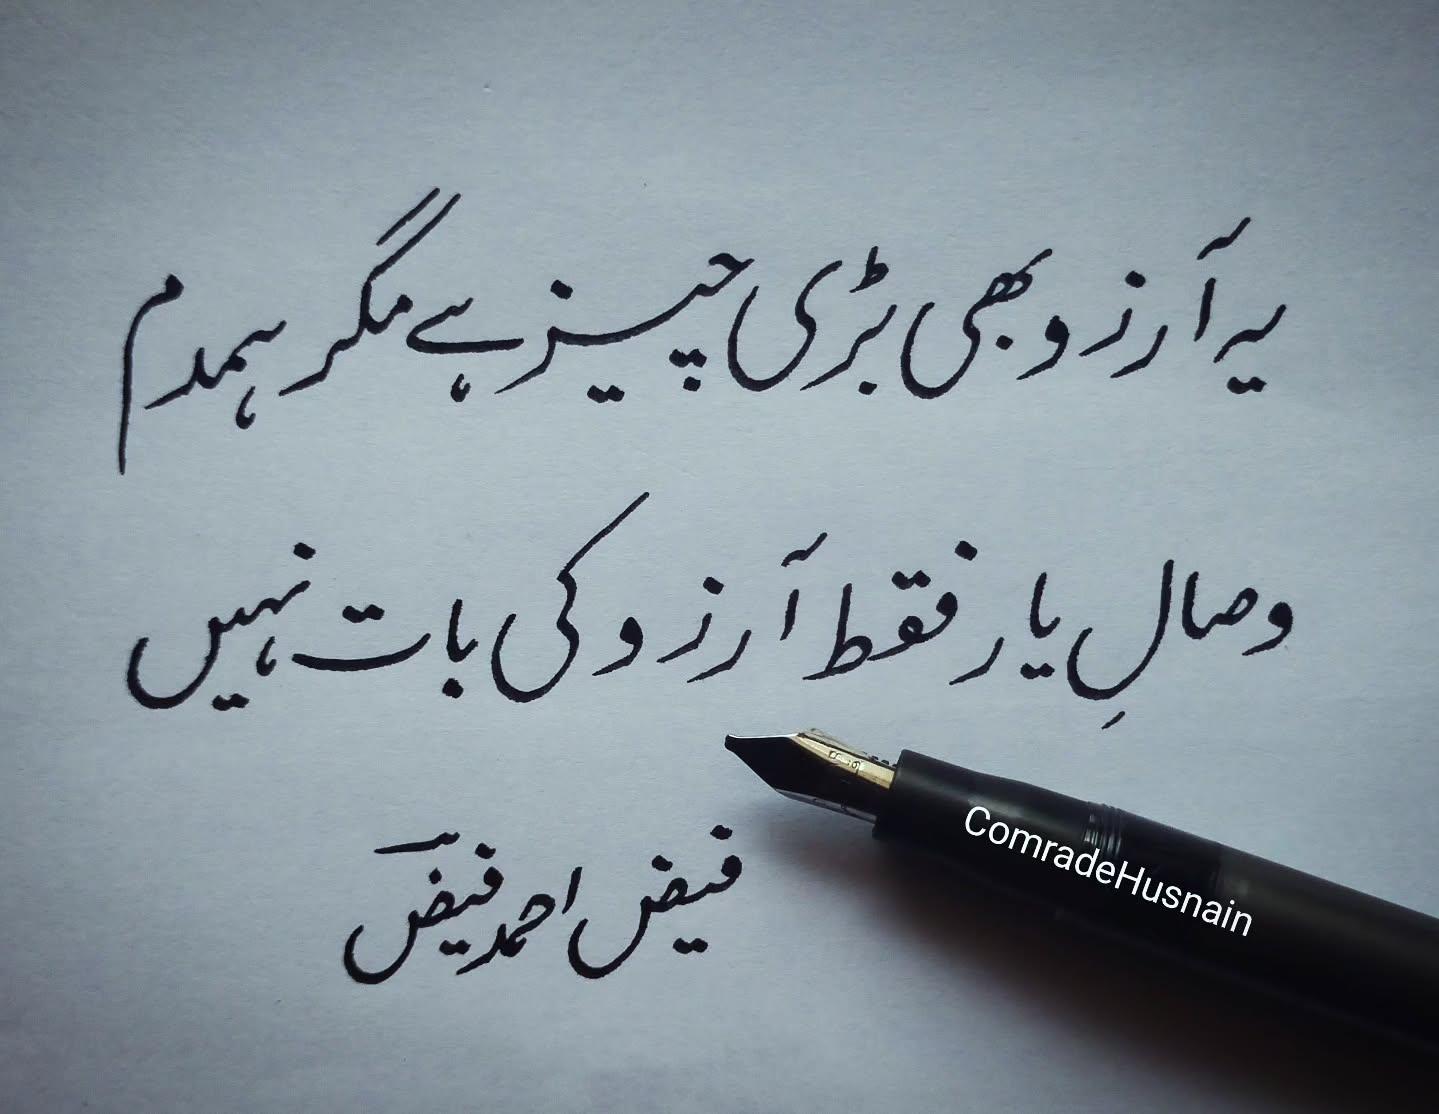 یہ آرزو بھی بڑی چیز ہے مگر ہمدم
وصالِ یار فقط آرزو کی بات نہیں
فیض احمد فیضؔ
ComradeHusnain